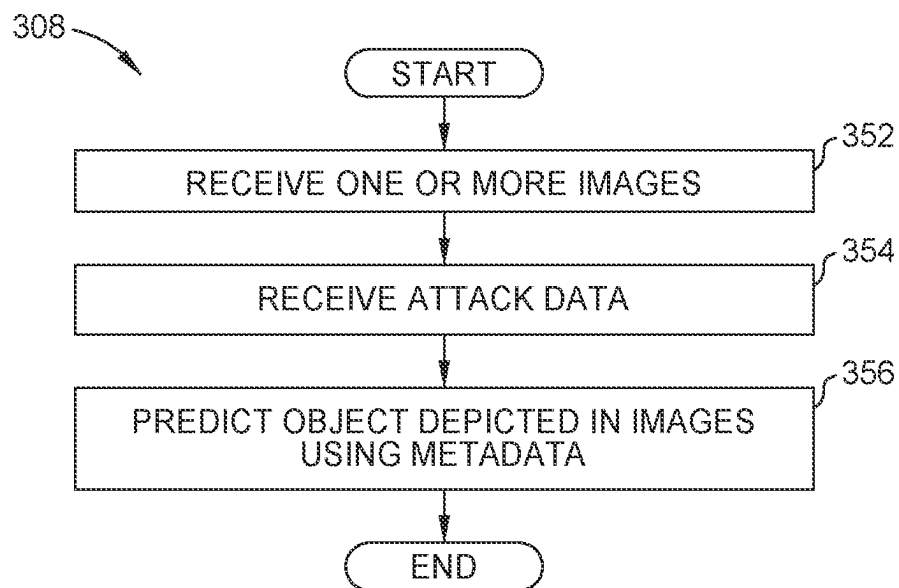 308
START
352
RECEIVE ONE OR MORE IMAGES
354
RECEIVE ATTACK DATA
356
PREDICT OBJECT DEPICTED IN IMAGES
USING METADATA
END